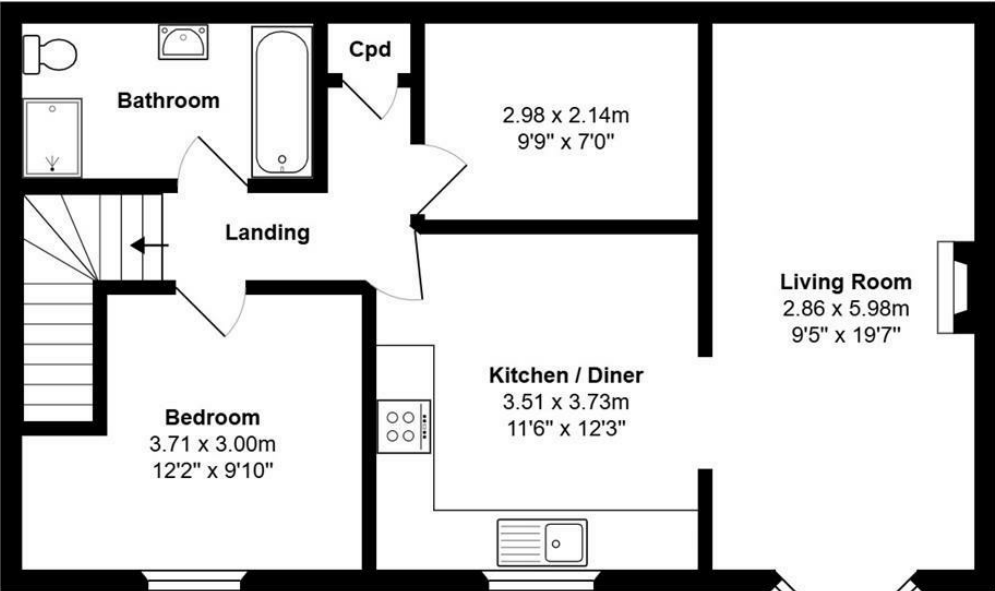 Cpd
Bathroom
2.98 x 2.14m
9'9" x 7'0"
Landing
Living Room
2.86 x 5.98m
9'5" x 19'7"
Kitchen / Diner
3.51 x 3.73m
11'6" x 12'3"
Bedroom
3.71 x 3.00m
12'2" x 9'10"